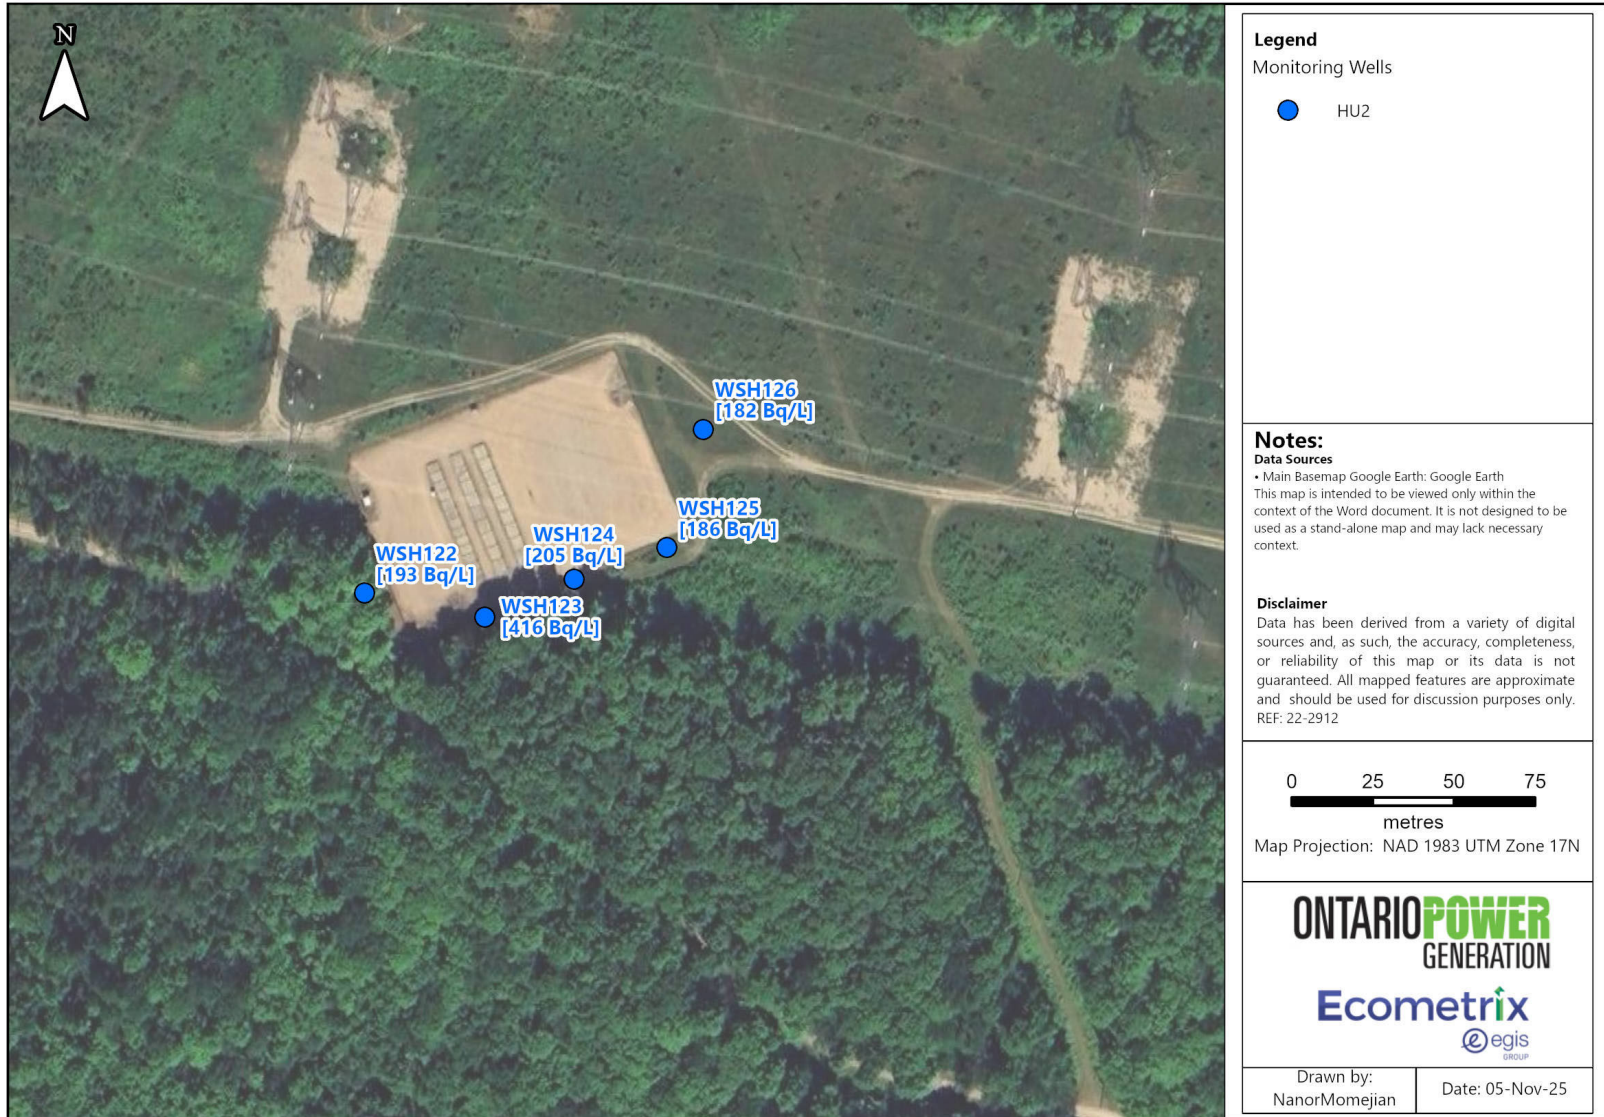 N
WSH126
[182 Bq/L]
WSH125
[186 Bq/L]
WSH124
[205 Bq/L]
WSH122
[193 Bq/L]
WSH123
[416 Bq/L]
Legend
Monitoring Wells
HU2
Notes:
Data Sources
• Main Basemap Google Earth: Google Earth
This map is intended to be viewed only within the
context of the Word document. It is not designed to be
used as a stand-alone map and may lack necessary
context.
Disclaimer
Data has been derived from a variety of digital
sources and, as such, the accuracy, completeness,
or reliability of this map or its data is not
guaranteed. All mapped features are approximate
and should be used for discussion purposes only.
REF: 22-2912
0 25 50 75
metres
Map Projection: NAD 1983 UTM Zone 17N
ONTARIOPOWER
GENERATION
Ecometrix
egis
GROUP
Drawn by:
NanorMomejian
Date: 05-Nov-25